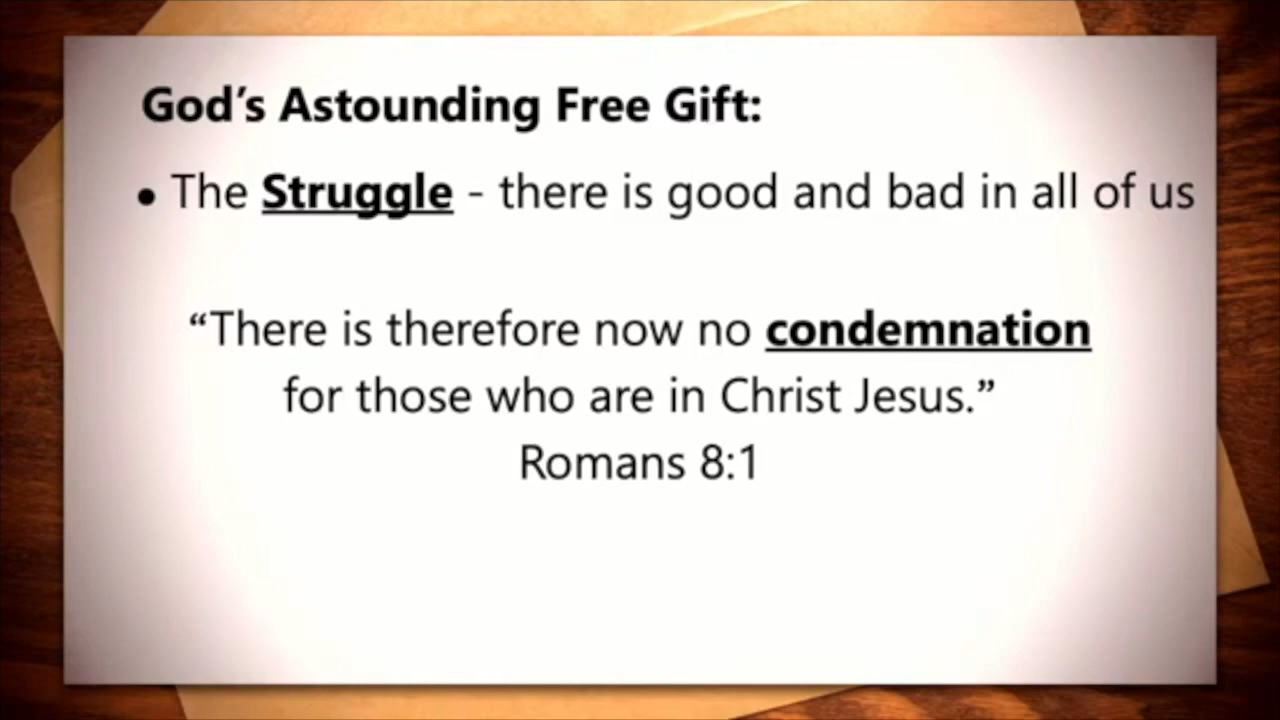 God’s Astounding Free Gift:
• The Struggle - there is good and bad in all of us
“There is therefore now no condemnation
for those who are in Christ Jesus.”
Romans 8:1